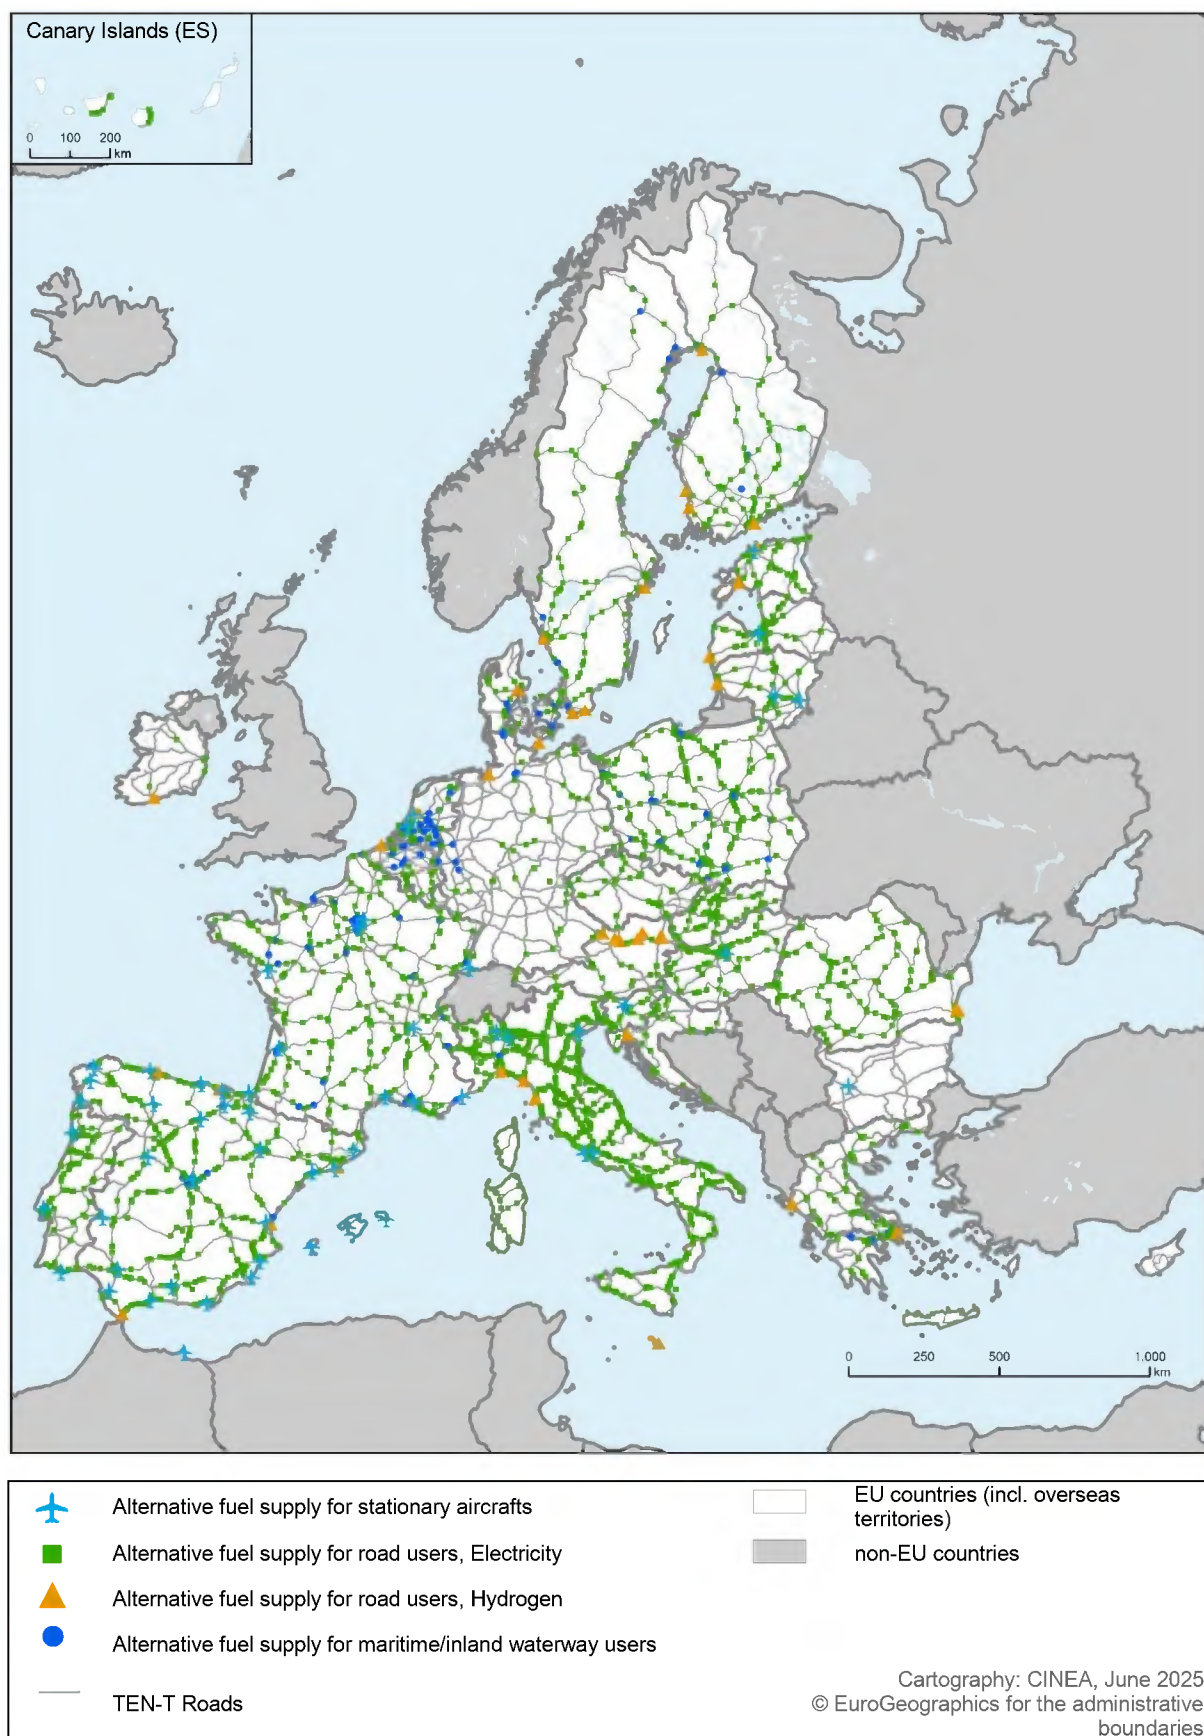 Canary Islands (ES)
0 100 200
km
0 250 500 1.000
km
Alternative fuel supply for stationary aircrafts
Alternative fuel supply for road users, Electricity
Alternative fuel supply for road users, Hydrogen
Alternative fuel supply for maritime/inland waterway users
TEN-T Roads
EU countries (incl. overseas
territories)
non-EU countries
Cartography: CINEA, June 2025
© EuroGeographics for the administrative
boundaries